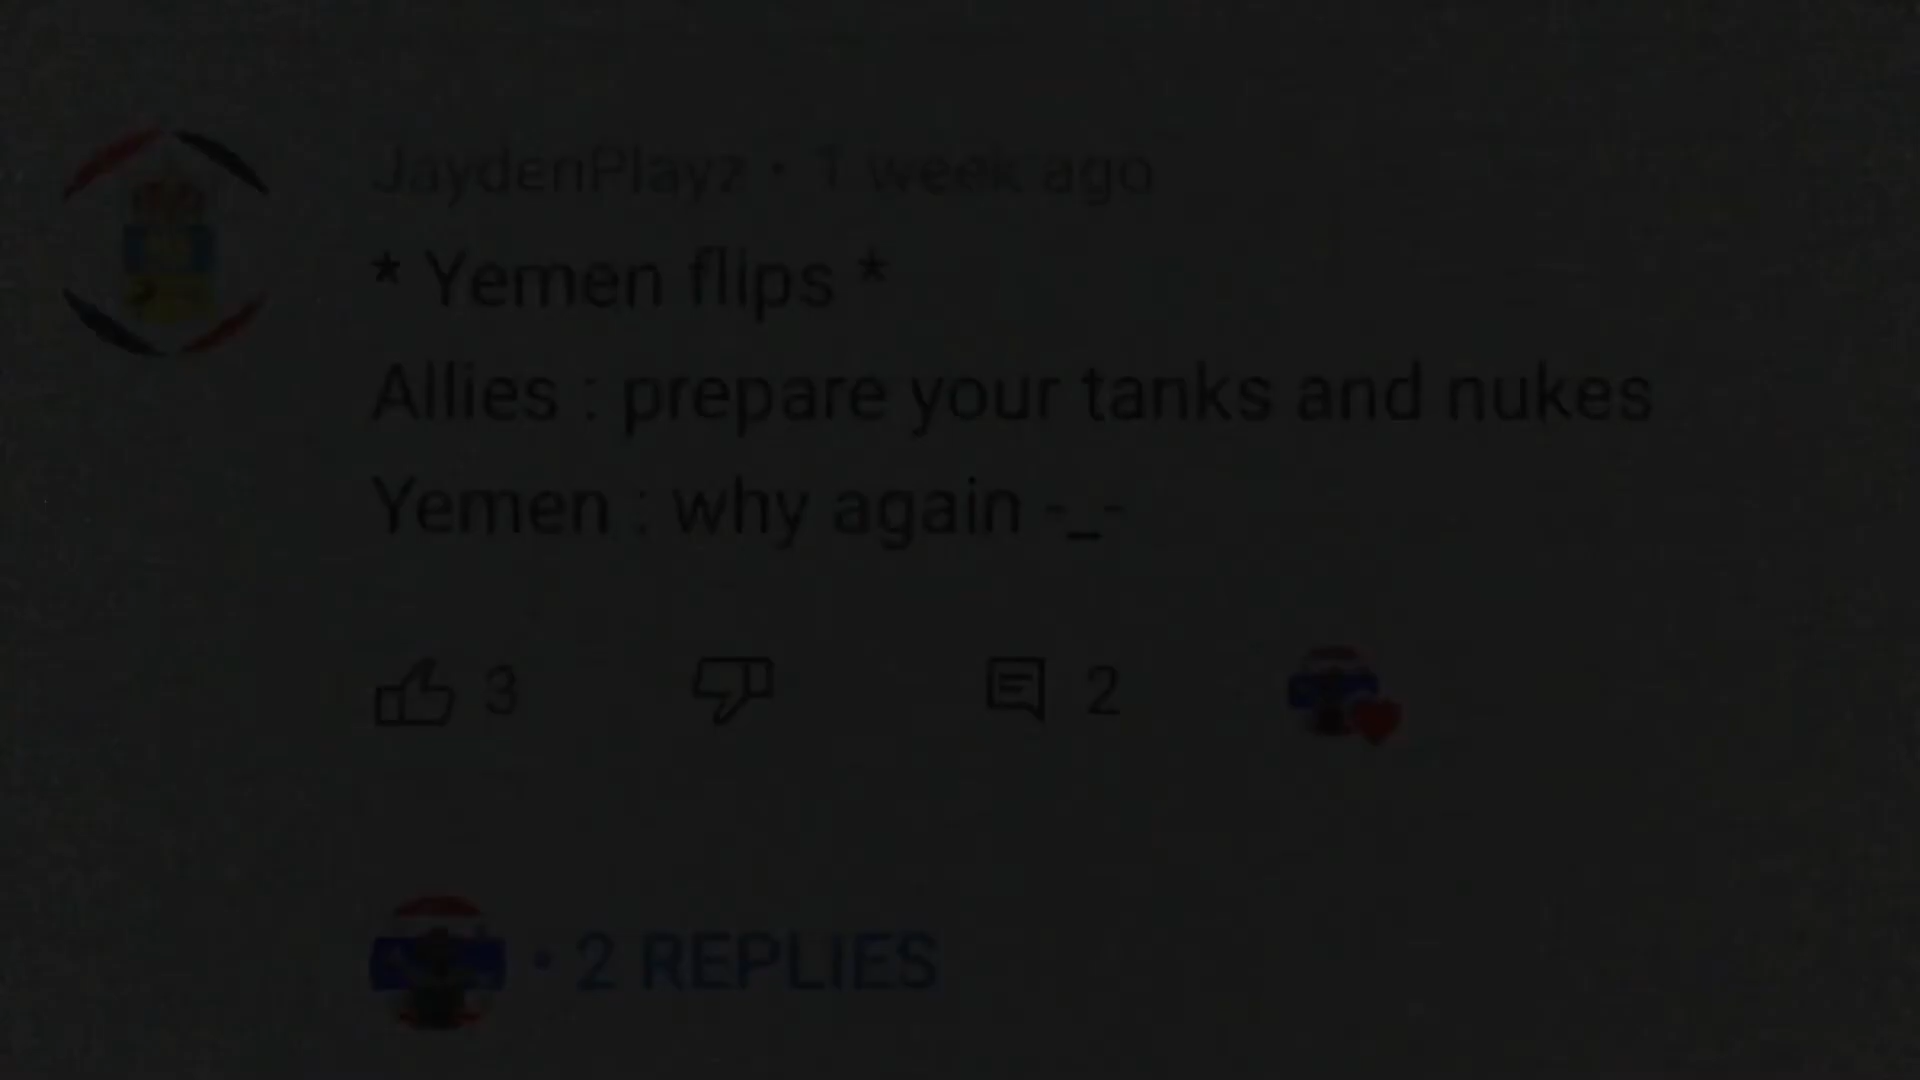 JaydenPlayz • 1 week ago
* Yemen flips *
Allies : prepare your tanks and nukes
Yemen : why again -_-
3 2
• 2 REPLIES